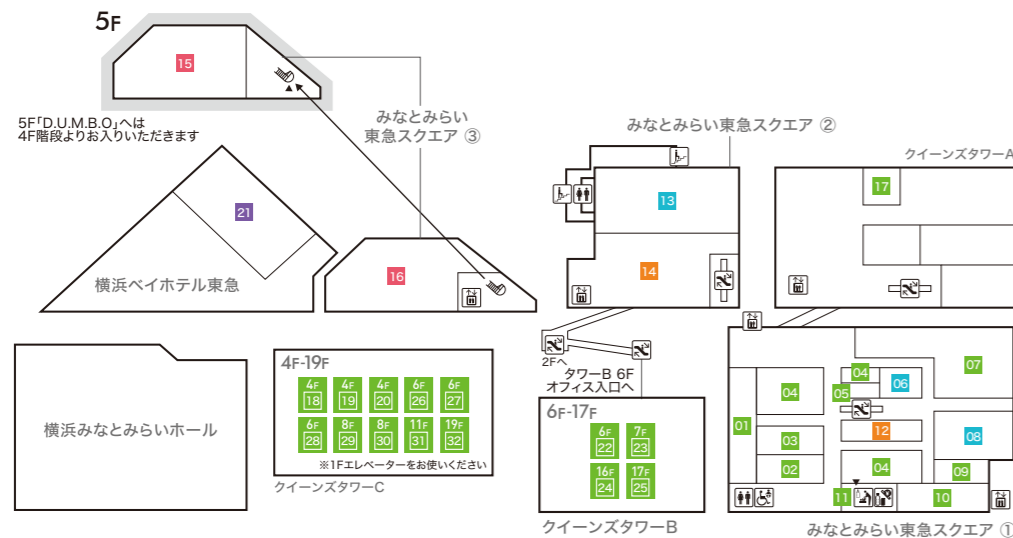 5F
15
5F「D.U.M.B.O」へは
4F階段よりお入りいただきます
みなとみらい
東急スクエア ③
みなとみらい東急スクエア ②
クイーンズタワーA
21
横浜ベイホテル東急
16
13
14
17
2Fへ
タワーB 6F
オフィス入口へ
横浜みなとみらいホール
4F-19F
4F 4F 4F 6F 6F
18 19 20 26 27
6F 8F 8F 11F 19F
28 29 30 31 32
※1Fエレベーターをお使いください
クイーンズタワーC
6F-17F
6F 7F
22 23
16F 17F
24 25
クイーンズタワーB
07
04
06
04
05
01
12
03
08
02
04
09
11
10
みなとみらい東急スクエア ①